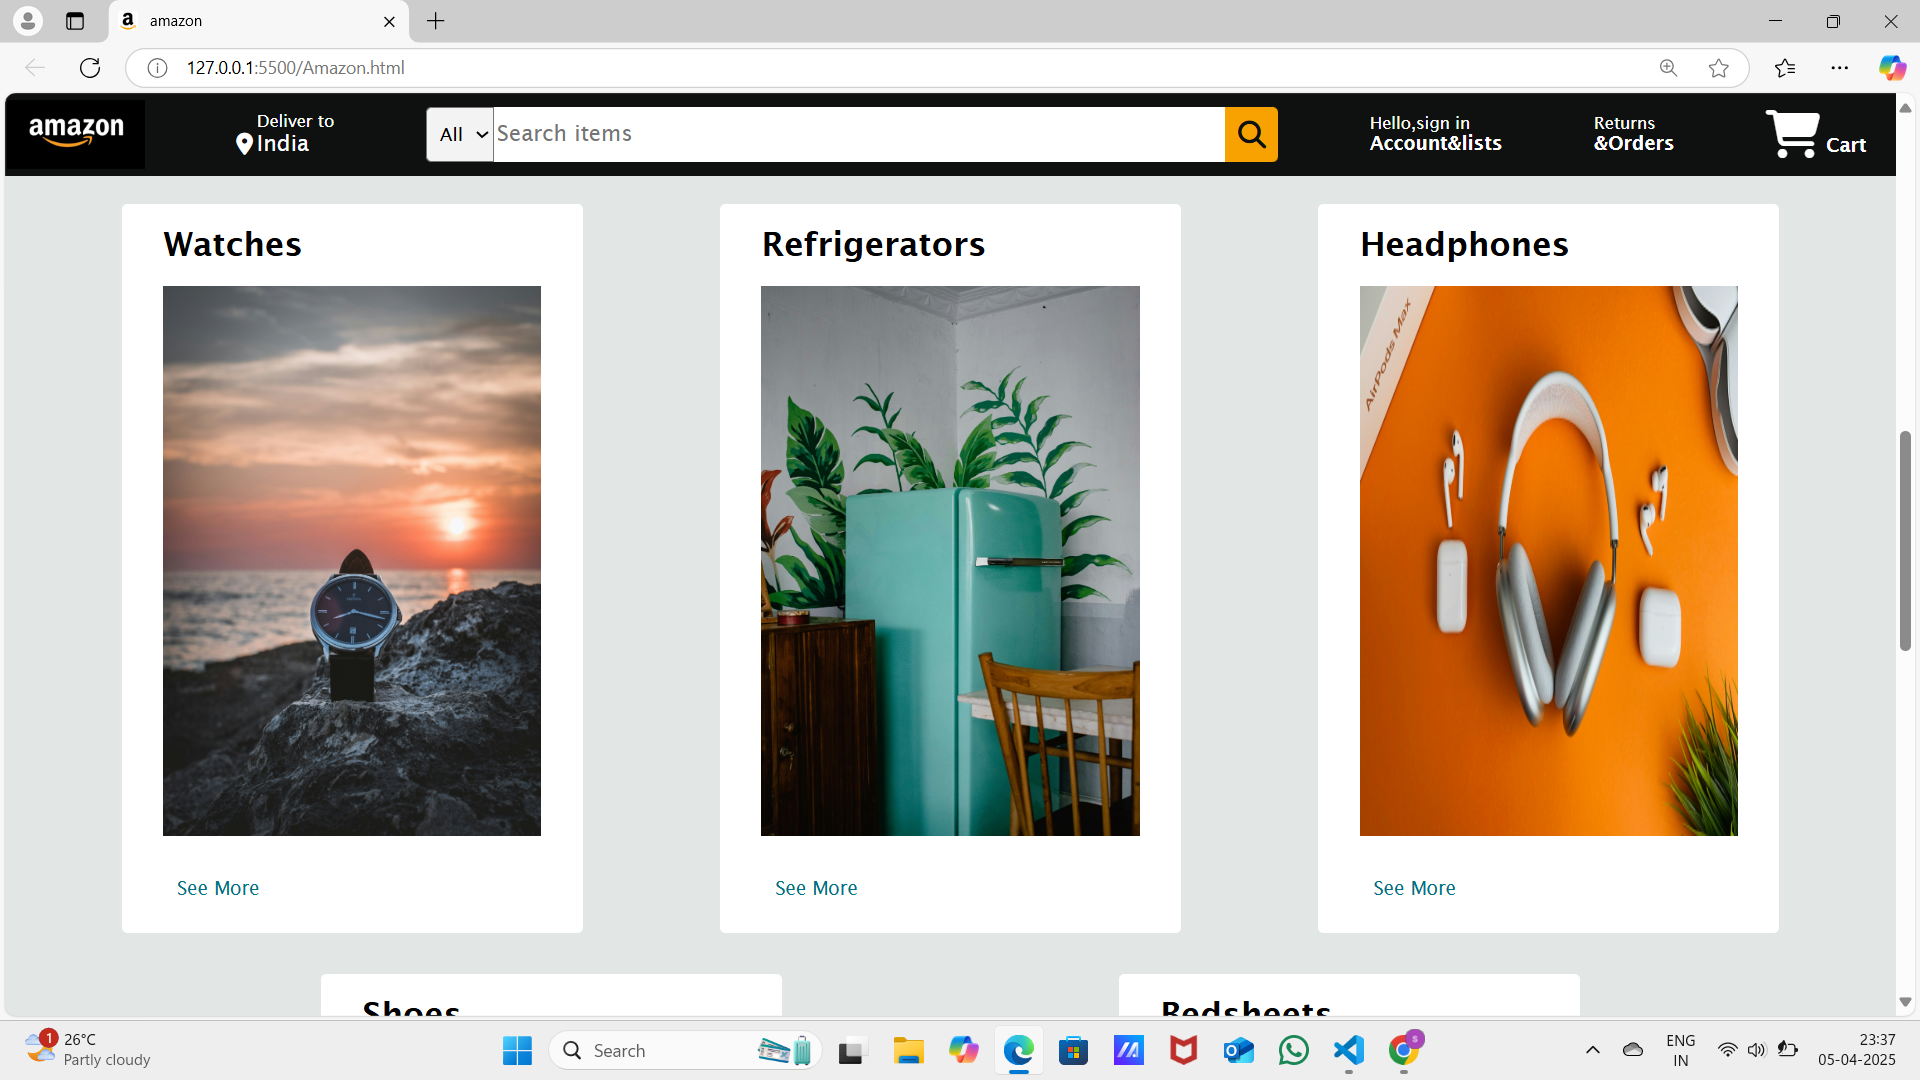 amazon
127.0.0.1:5500/Amazon.html
amazon
Deliver to
India
All
Search items
Hello,sign in
Account&lists
Returns
&Orders
Cart
Watches
Refrigerators
Headphones
AirPods Max
See More
See More
See More
Shoes
Bedsheets
1
26°C
Partly cloudy
Search
s
ENG
IN
23:37
05-04-2025